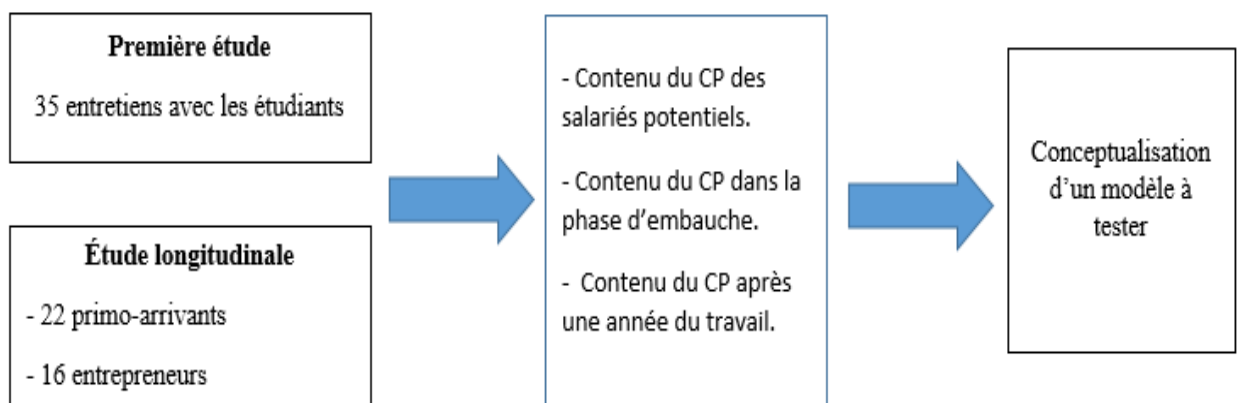 Première étude
35 entretiens avec les étudiants
Étude longitudinale
- 22 primo-arrivants
- 16 entrepreneurs
- Contenu du CP des
salariés potentiels.
- Contenu du CP dans la
phase d'embauche.
- Contenu du CP après
une année du travail.
Conceptualisation
d'un modèle à
tester